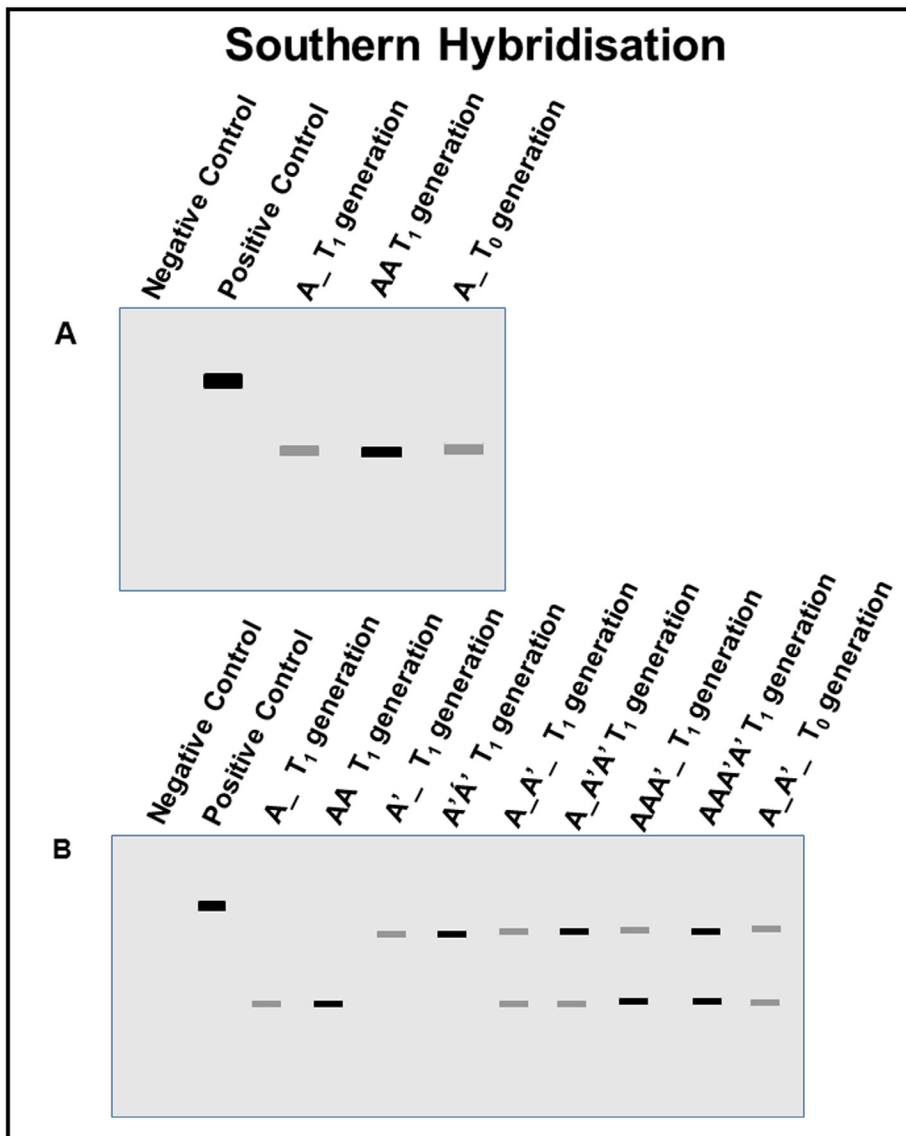 Southern Hybridisation
Negative Control
Positive Control
A_ T₁ generation
AA T₁ generation
A_ T₀ generation
A
Negative Control
Positive Control
A_ T₁ generation
AA T₁ generation
A’_ T₁ generation
A’Á’ T₁ generation
A_A’_ T₁ generation
A_A’A’ T₁ generation
AAA’_ T₁ generation
AAA’A’ T₁ generation
A_A’_ T₀ generation
B